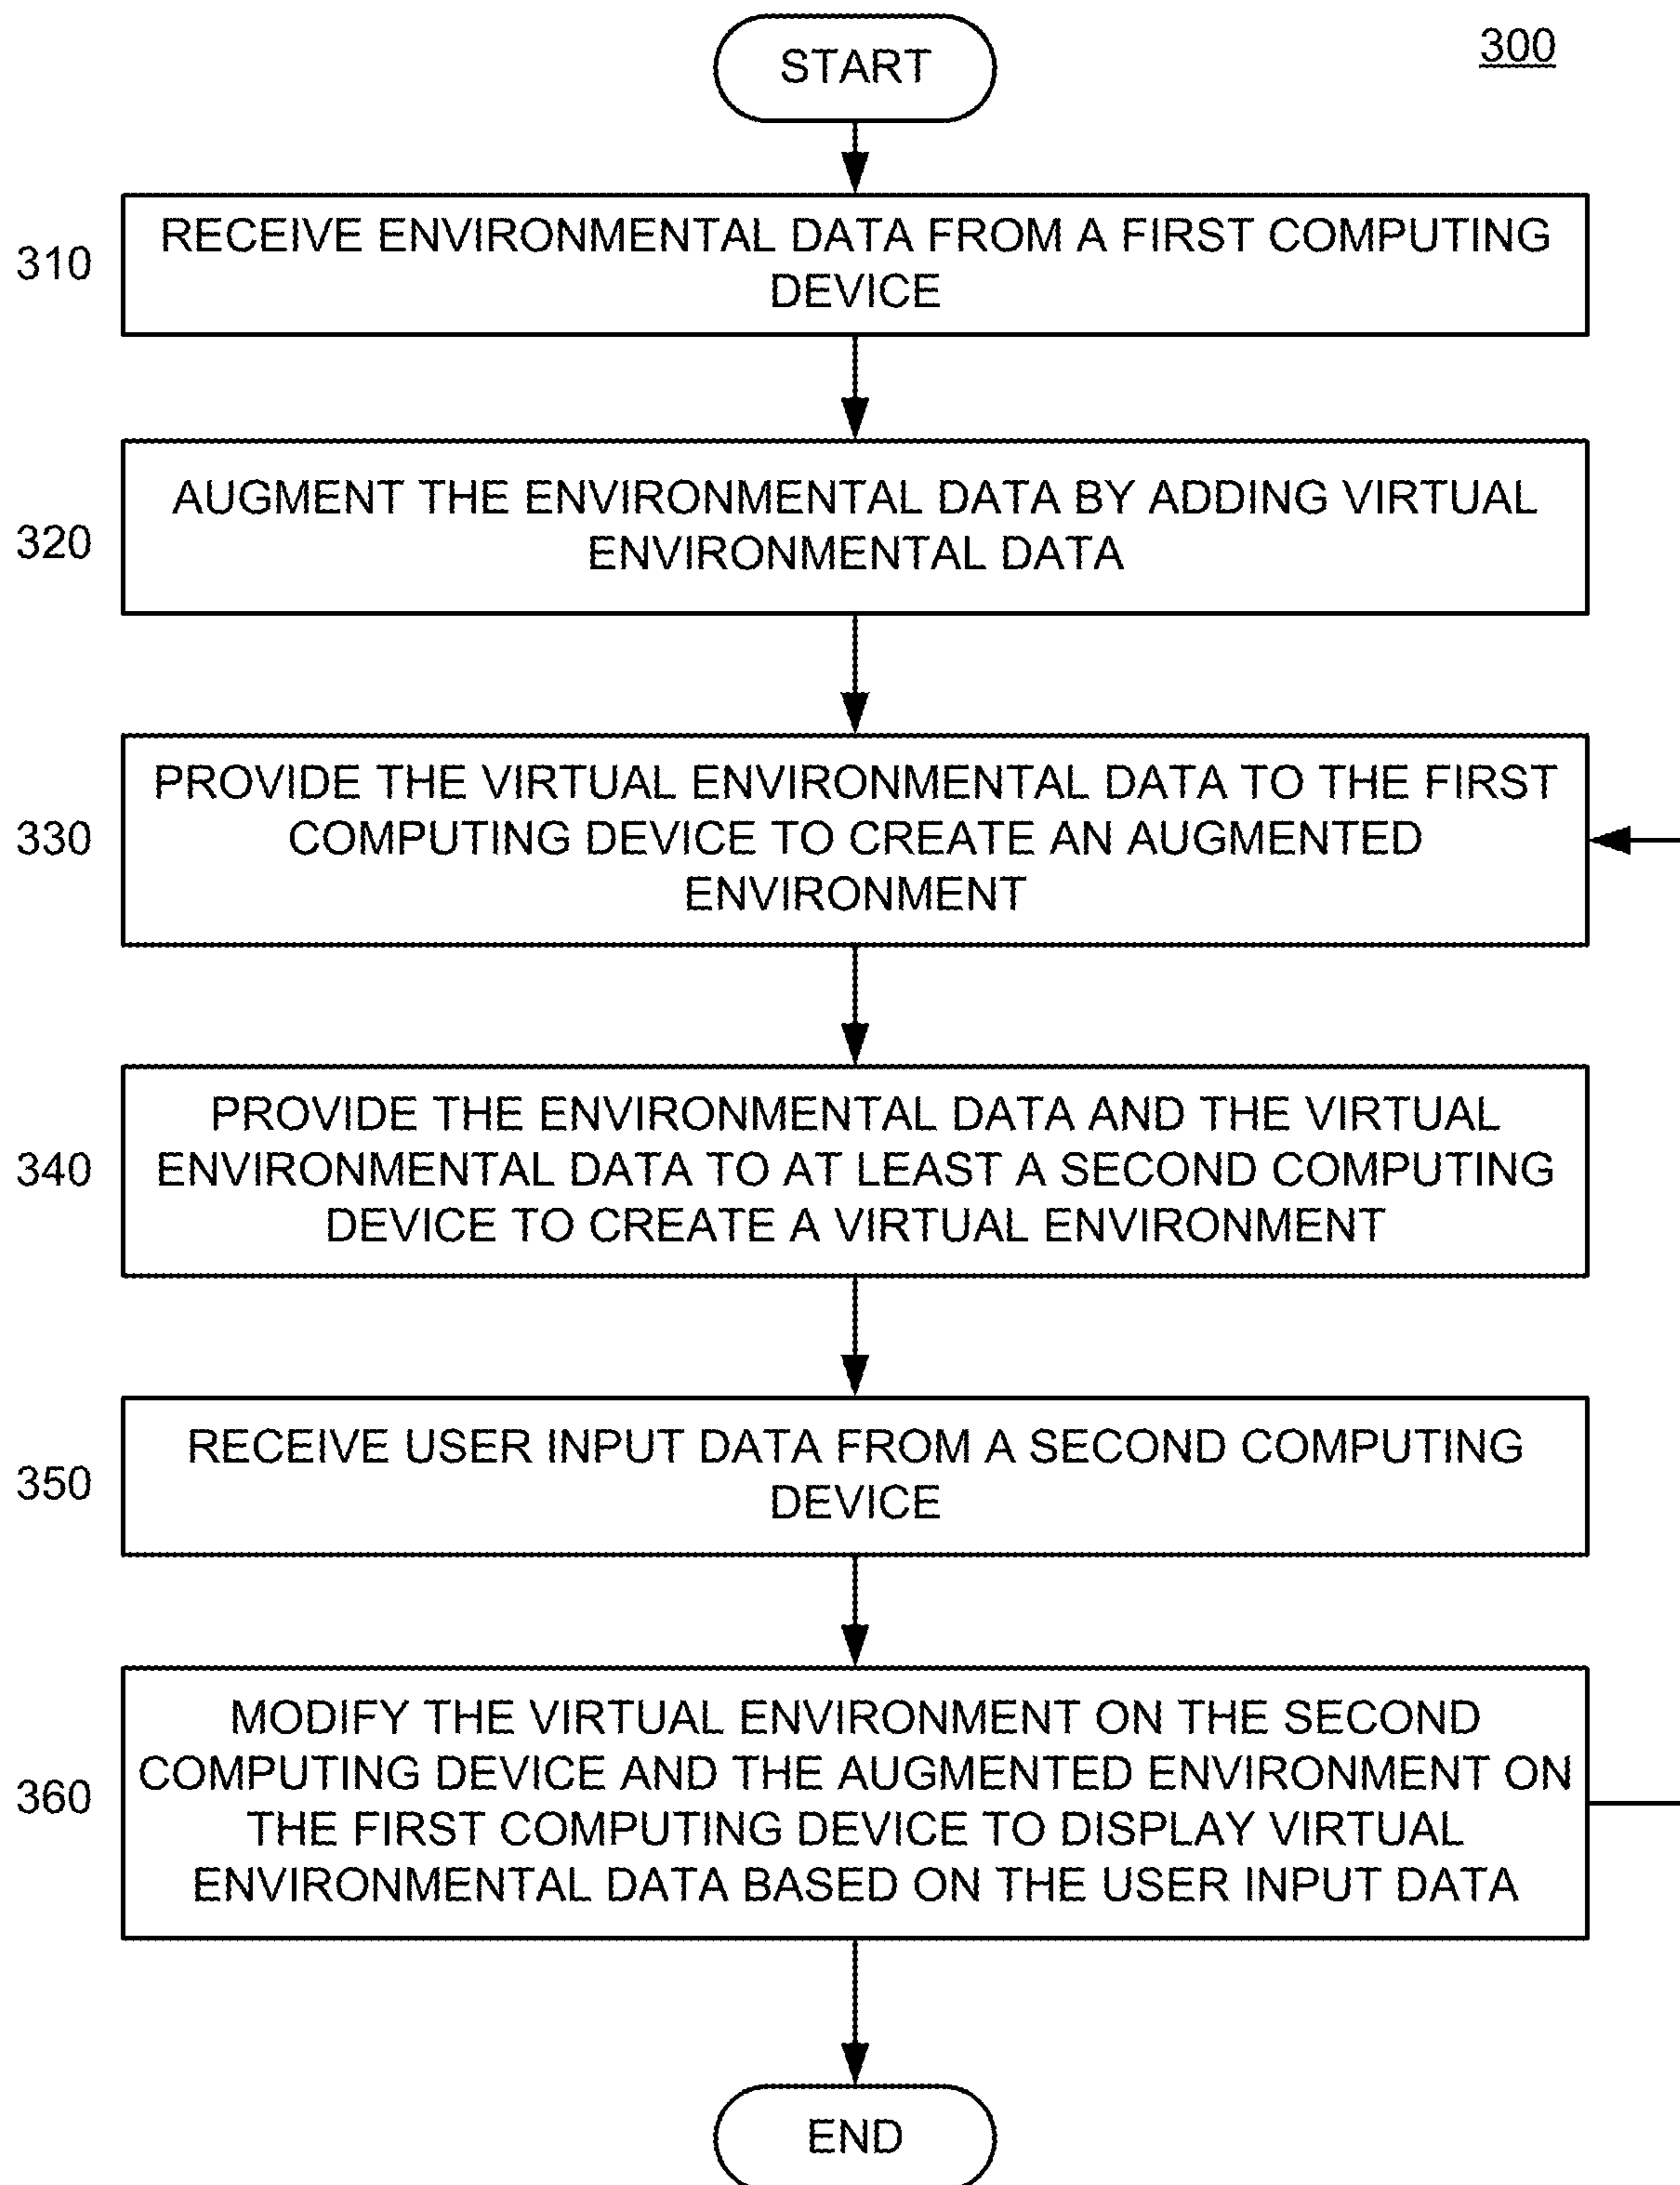 START
300
310
RECEIVE ENVIRONMENTAL DATA FROM A FIRST COMPUTING
DEVICE
320
AUGMENT THE ENVIRONMENTAL DATA BY ADDING VIRTUAL
ENVIRONMENTAL DATA
330
PROVIDE THE VIRTUAL ENVIRONMENTAL DATA TO THE FIRST
COMPUTING DEVICE TO CREATE AN AUGMENTED
ENVIRONMENT
340
PROVIDE THE ENVIRONMENTAL DATA AND THE VIRTUAL
ENVIRONMENTAL DATA TO AT LEAST A SECOND COMPUTING
DEVICE TO CREATE A VIRTUAL ENVIRONMENT
350
RECEIVE USER INPUT DATA FROM A SECOND COMPUTING
DEVICE
360
MODIFY THE VIRTUAL ENVIRONMENT ON THE SECOND
COMPUTING DEVICE AND THE AUGMENTED ENVIRONMENT ON
THE FIRST COMPUTING DEVICE TO DISPLAY VIRTUAL
ENVIRONMENTAL DATA BASED ON THE USER INPUT DATA
END